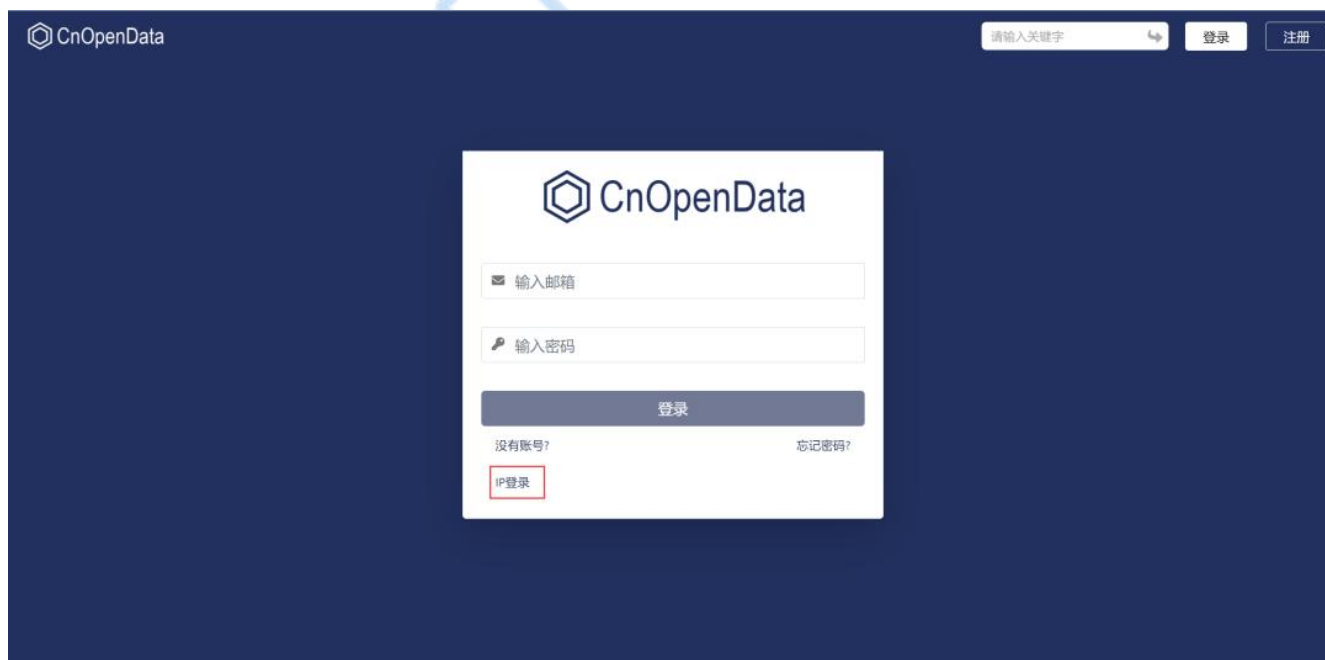 CnOpenData
请输入关键字
登录
注册
CnOpenData
输入邮箱
输入密码
登录
没有账号?
忘记密码?
IP登录